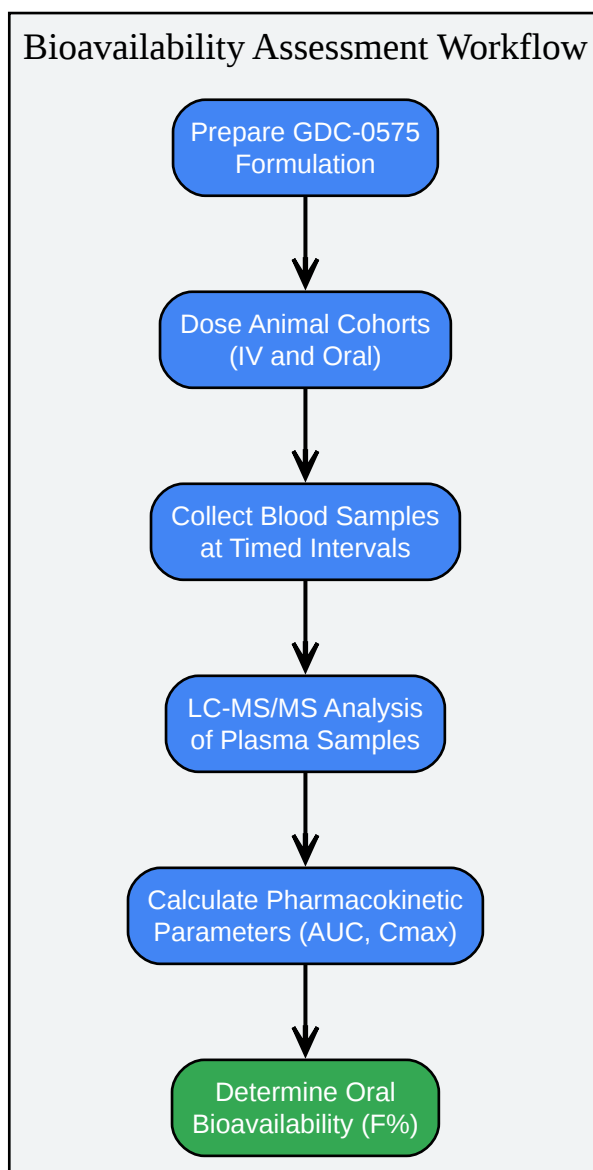 Bioavailability Assessment Workflow
Prepare GDC-0575
Formulation
Dose Animal Cohorts
(IV and Oral)
Collect Blood Samples
at Timed Intervals
LC-MS/MS Analysis
of Plasma Samples
Calculate Pharmacokinetic
Parameters (AUC, Cmax)
Determine Oral
Bioavailability (F%)